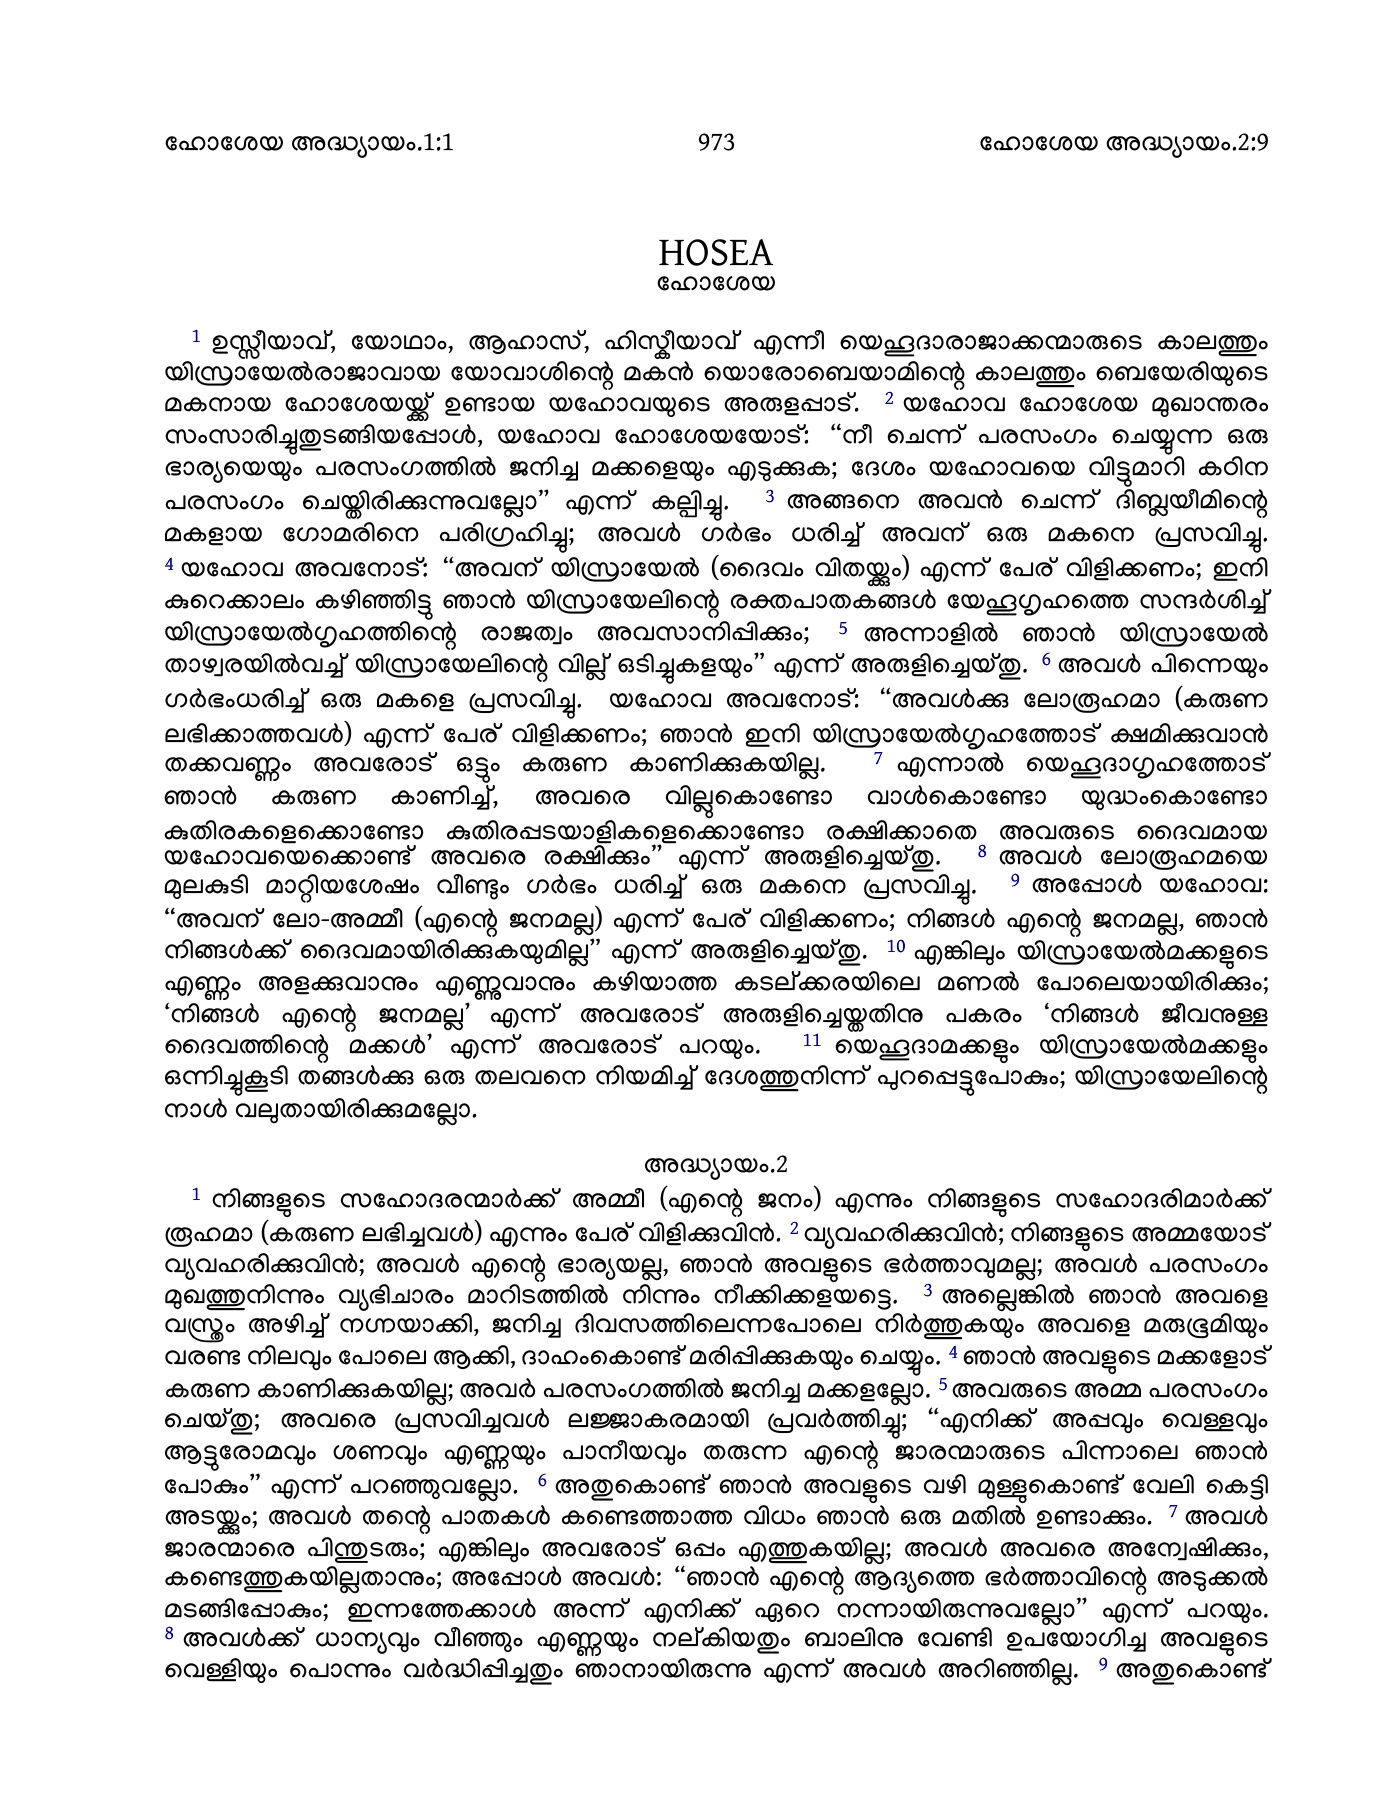 ഹോശേയ അദ്ധ്യായം.1:1 973 ഹോശേയ അദ്ധ്യായം.2:9
HOSEA
ഹോശേയ
1 ഉസ്സീയാവ്, യോഥാം, ആഹാസ്, ഹിസ്കീയാവ് എന്നീ യെഹൂദാരാജാക്കന്മാരുടെ കാലത്തും
യിസ്രായേൽരാജാവായ യോവാശിന്റെ മകൻ യൊരോബെയാമിന്റെ കാലത്തും ബെയേരിയുടെ
മകനായ ഹോശേയയ്ക്ക് ഉണ്ടായ യഹോവയുടെ അരുളപ്പാട്. 2 യഹോവ ഹോശേയ മുഖാന്തരം
സംസാരിച്ചുതുടങ്ങിയപ്പോൾ, യഹോവ ഹോശേയയോട്: “നീ ചെന്ന് പരസംഗം ചെയ്യുന്ന ഒരു
ഭാര്യയെയും പരസംഗത്തിൽ ജനിച്ച മക്കളെയും എടുക്കുക; ദേശം യഹോവയെ വിട്ടുമാറി കഠിന
പരസംഗം ചെയ്തിരിക്കുന്നുവല്ലോ” എന്ന് കല്പിച്ചു. 3 അങ്ങനെ അവൻ ചെന്ന് ദിബ്ലയീമിന്റെ
മകളായ ഗോമരിനെ പരിഗ്രഹിച്ചു; അവൾ ഗർഭം ധരിച്ച് അവന് ഒരു മകനെ പ്രസവിച്ചു.
4 യഹോവ അവനോട്: “അവന് യിസ്രായേൽ (ദൈവം വിതയ്ക്കും) എന്ന് പേര് വിളിക്കണം; ഇനി
കുറെക്കാലം കഴിഞ്ഞിട്ടു ഞാൻ യിസ്രായേലിന്റെ രക്തപാതകങ്ങൾ യേഹൂഗൃഹത്തെ സന്ദർശിച്ച്
യിസ്രായേൽഗൃഹത്തിന്റെ രാജത്വം അവസാനിപ്പിക്കും; 5 അന്നാളിൽ ഞാൻ യിസ്രായേൽ
താഴ്വരയിൽവച്ച് യിസ്രായേലിന്റെ വില്ല് ഒടിച്ചുകളയും” എന്ന് അരുളിച്ചെയ്തു. 6 അവൾ പിന്നെയും
ഗർഭംധരിച്ച് ഒരു മകളെ പ്രസവിച്ചു. യഹോവ അവനോട്: “അവൾക്കു ലോരൂഹമാ (കരുണ
ലഭിക്കാത്തവൾ) എന്ന് പേര് വിളിക്കണം; ഞാൻ ഇനി യിസ്രായേൽഗൃഹത്തോട് ക്ഷമിക്കുവാൻ
തക്കവണ്ണം അവരോട് ഒട്ടും കരുണ കാണിക്കുകയില്ല. 7 എന്നാൽ യെഹൂദാഗൃഹത്തോട്
ഞാൻ കരുണ കാണിച്ച്, അവരെ വില്ലുകൊണ്ടോ വാൾകൊണ്ടോ യുദ്ധംകൊണ്ടോ
കുതിരകളെക്കൊണ്ടോ കുതിരപ്പടയാളികളെക്കൊണ്ടോ രക്ഷിക്കാതെ അവരുടെ ദൈവമായ
യഹോവയെക്കൊണ്ട് അവരെ രക്ഷിക്കും” എന്ന് അരുളിച്ചെയ്തു. 8 അവൾ ലോരൂഹമയെ
മുലകുടി മാറ്റിയശേഷം വീണ്ടും ഗർഭം ധരിച്ച് ഒരു മകനെ പ്രസവിച്ചു. 9 അപ്പോൾ യഹോവ:
“അവന് ലോ-അമ്മീ (എന്റെ ജനമല്ല) എന്ന് പേര് വിളിക്കണം; നിങ്ങൾ എന്റെ ജനമല്ല, ഞാൻ
നിങ്ങൾക്ക് ദൈവമായിരിക്കുകയുമില്ല” എന്ന് അരുളിച്ചെയ്തു. 10 എങ്കിലും യിസ്രായേൽമക്കളുടെ
എണ്ണം അളക്കുവാനും എണ്ണുവാനും കഴിയാത്ത കടല്ക്കരയിലെ മണൽ പോലെയായിരിക്കും;
‘നിങ്ങൾ എന്റെ ജനമല്ല’ എന്ന് അവരോട് അരുളിച്ചെയ്തതിനു പകരം ‘നിങ്ങൾ ജീവനുള്ള
ദൈവത്തിന്റെ മക്കൾ’ എന്ന് അവരോട് പറയും. 11 യെഹൂദാമക്കളും യിസ്രായേൽമക്കളും
ഒന്നിച്ചുകൂടി തങ്ങൾക്കു ഒരു തലവനെ നിയമിച്ച് ദേശത്തുനിന്ന് പുറപ്പെട്ടുപോകും; യിസ്രായേലിന്റെ
നാൾ വലുതായിരിക്കുമല്ലോ.
അദ്ധ്യായം.2
1 നിങ്ങളുടെ സഹോദരന്മാർക്ക് അമ്മീ (എന്റെ ജനം) എന്നും നിങ്ങളുടെ സഹോദരിമാർക്ക്
രൂഹമാ (കരുണ ലഭിച്ചവൾ) എന്നും പേര് വിളിക്കുവിൻ. 2 വ്യവഹരിക്കുവിൻ; നിങ്ങളുടെ അമ്മയോട്
വ്യവഹരിക്കുവിൻ; അവൾ എന്റെ ഭാര്യയല്ല, ഞാൻ അവളുടെ ഭർത്താവുമല്ല; അവൾ പരസംഗം
മുഖത്തുനിന്നും വ്യഭിചാരം മാറിടത്തിൽ നിന്നും നീക്കിക്കളയട്ടെ. 3 അല്ലെങ്കിൽ ഞാൻ അവളെ
വസ്ത്രം അഴിച്ച് നഗ്നയാക്കി, ജനിച്ച ദിവസത്തിലെന്നപോലെ നിർത്തുകയും അവളെ മരുഭൂമിയും
വരണ്ട നിലവും പോലെ ആക്കി, ദാഹംകൊണ്ട് മരിപ്പിക്കുകയും ചെയ്യും. 4 ഞാൻ അവളുടെ മക്കളോട്
കരുണ കാണിക്കുകയില്ല; അവർ പരസംഗത്തിൽ ജനിച്ച മക്കളല്ലോ. 5 അവരുടെ അമ്മ പരസംഗം
ചെയ്തു; അവരെ പ്രസവിച്ചവൾ ലജ്ജാകരമായി പ്രവർത്തിച്ചു; “എനിക്ക് അപ്പവും വെള്ളവും
ആട്ടുരോമവും ശണവും എണ്ണയും പാനീയവും തരുന്ന എന്റെ ജാരന്മാരുടെ പിന്നാലെ ഞാൻ
പോകും” എന്ന് പറഞ്ഞുവല്ലോ. 6 അതുകൊണ്ട് ഞാൻ അവളുടെ വഴി മുള്ളുകൊണ്ട് വേലി കെട്ടി
അടയ്ക്കും; അവൾ തന്റെ പാതകൾ കണ്ടെത്താത്ത വിധം ഞാൻ ഒരു മതിൽ ഉണ്ടാക്കും. 7 അവൾ
ജാരന്മാരെ പിന്തുടരും; എങ്കിലും അവരോട് ഒപ്പം എത്തുകയില്ല; അവൾ അവരെ അന്വേഷിക്കും,
കണ്ടെത്തുകയില്ലതാനും; അപ്പോൾ അവൾ: “ഞാൻ എന്റെ ആദ്യത്തെ ഭർത്താവിന്റെ അടുക്കൽ
മടങ്ങിപ്പോകും; ഇന്നത്തേക്കാൾ അന്ന് എനിക്ക് ഏറെ നന്നായിരുന്നുവല്ലോ” എന്ന് പറയും.
8 അവൾക്ക് ധാന്യവും വീഞ്ഞും എണ്ണയും നല്കിയതും ബാലിനു വേണ്ടി ഉപയോഗിച്ച അവളുടെ
വെള്ളിയും പൊന്നും വർദ്ധിപ്പിച്ചതും ഞാനായിരുന്നു എന്ന് അവൾ അറിഞ്ഞില്ല. 9 അതുകൊണ്ട്